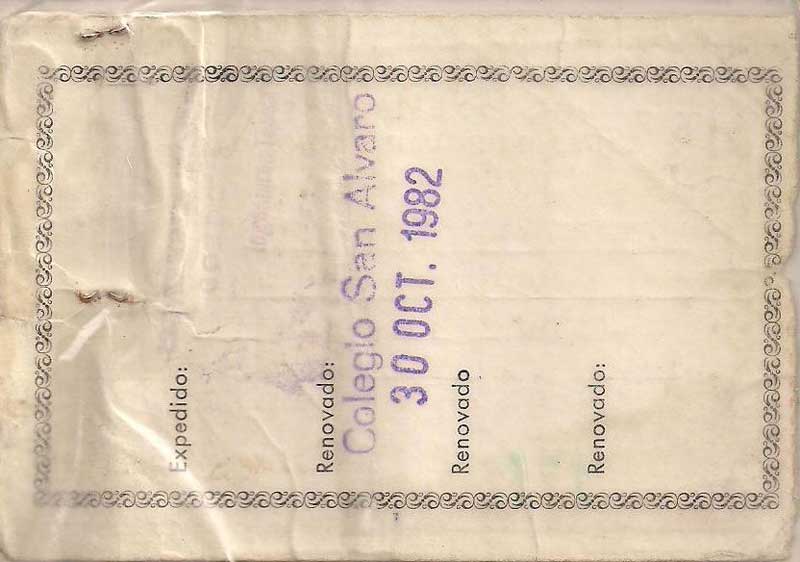 Expedido:
Renovado:
Colegio San Alvaro
30 OCT. 1982
Renovado
Renovado: